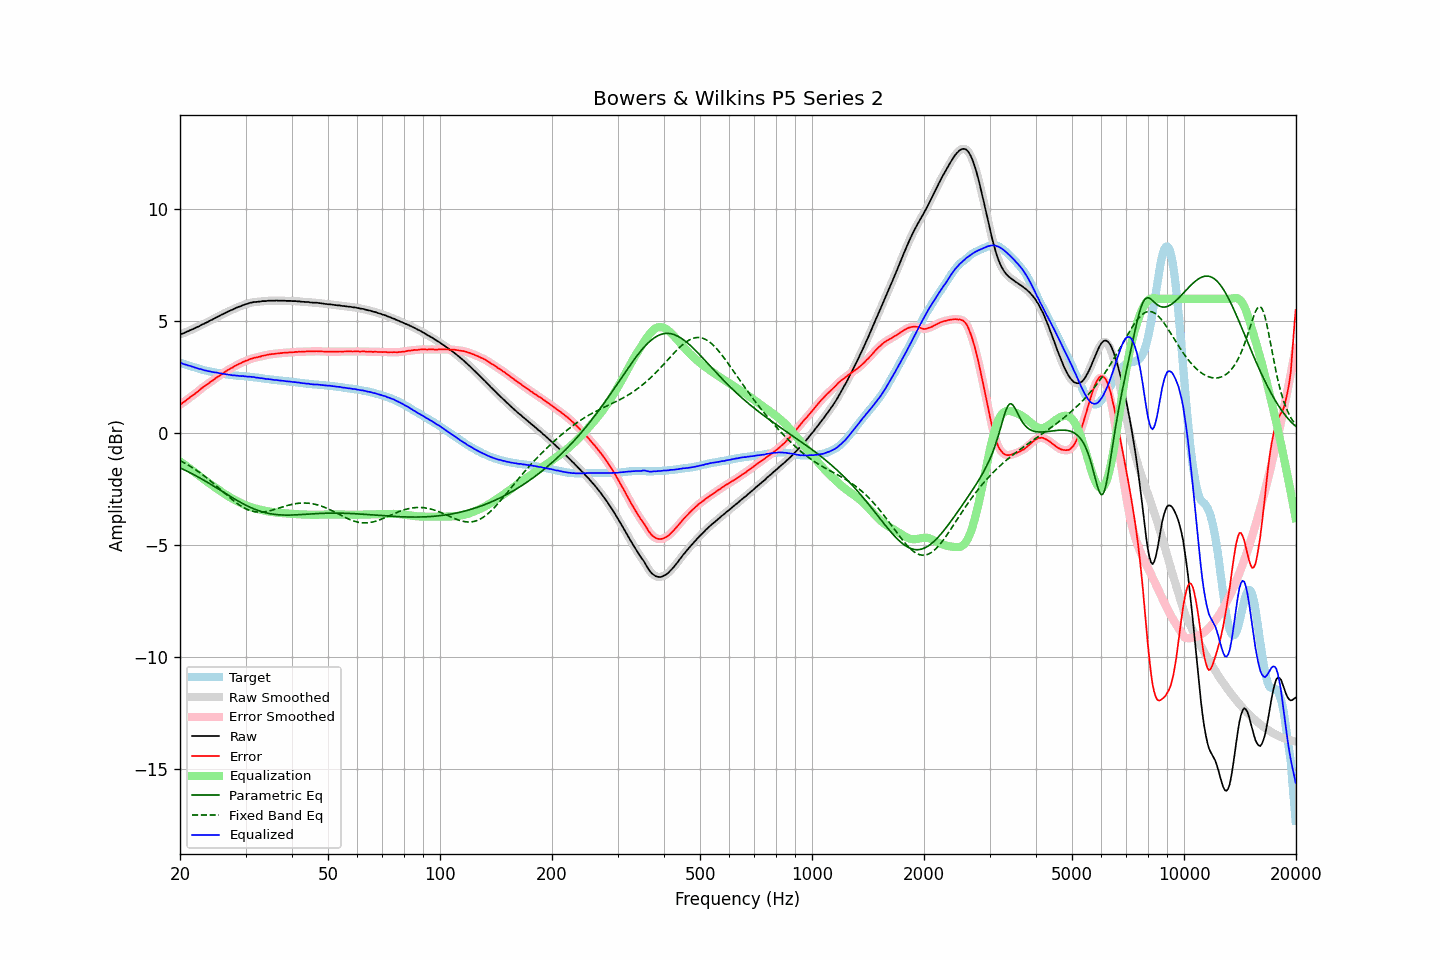 Bowers & Wilkins P5 Series 2
Amplitude (dBr)
10
5
0
−5
−10
−15
Target
Raw Smoothed
Error Smoothed
Raw
Error
Equalization
Parametric Eq
Fixed Band Eq
Equalized
20 50 100 200 500 1000 2000 5000 10000 20000
Frequency (Hz)